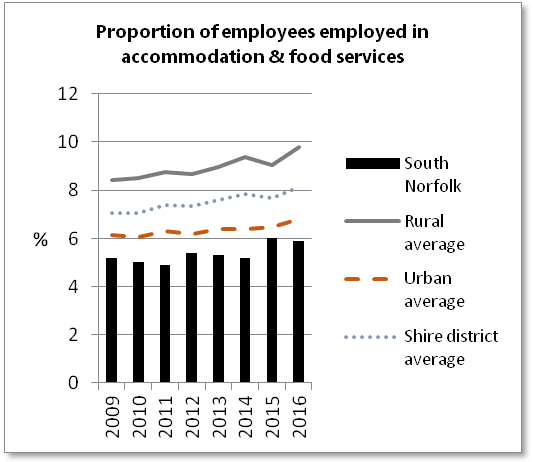 Proportion of employees employed in
accommodation & food services
12
10
8
6
4
2
0
%
2009
2010
2011
2012
2013
2014
2015
2016
South
Norfolk
Rural
average
Urban
average
Shire district
average